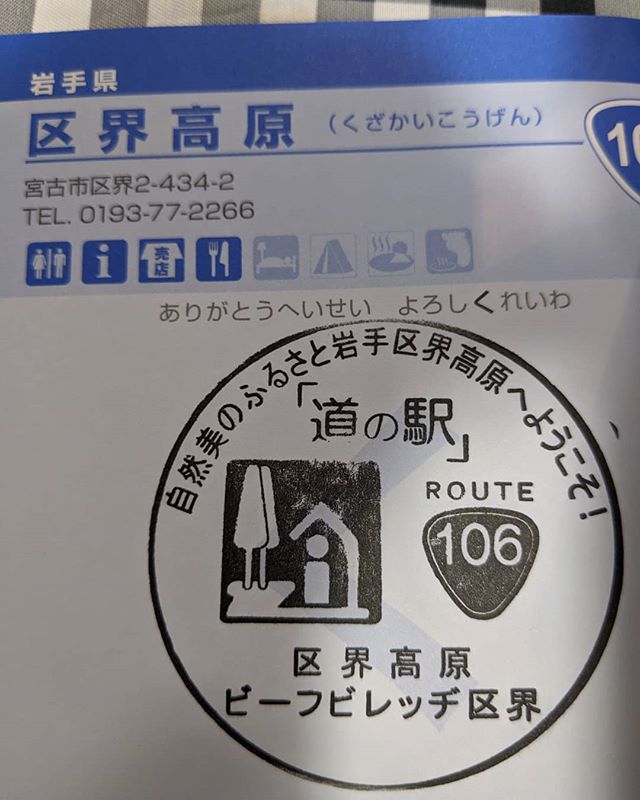 岩手県
区界高原 (くざかいこうげん)
宮古市区界2-434-2
TEL. 0193-77-2266
売店
ありがとうへいせい よろしくれいわ
自然美のふるさと岩手区界高原へようこそ!
「道の駅」
ROUTE
106
区界高原
ビーフビレッヂ区界